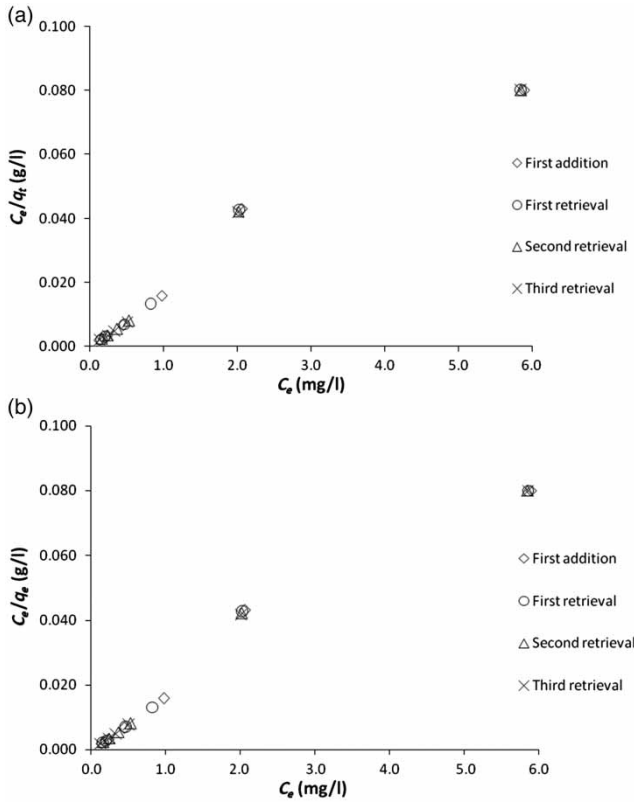 (a)
0.100
0.080
0.060
0.040
0.020
0.000
Ce/qt (g/l)
0.0 1.0 2.0 3.0 4.0 5.0 6.0
Ce (mg/l)
First addition
First retrieval
Second retrieval
Third retrieval
(b)
0.100
0.080
0.060
0.040
0.020
0.000
Ce/qe (g/l)
0.0 1.0 2.0 3.0 4.0 5.0 6.0
Ce (mg/l)
First addition
First retrieval
Second retrieval
Third retrieval